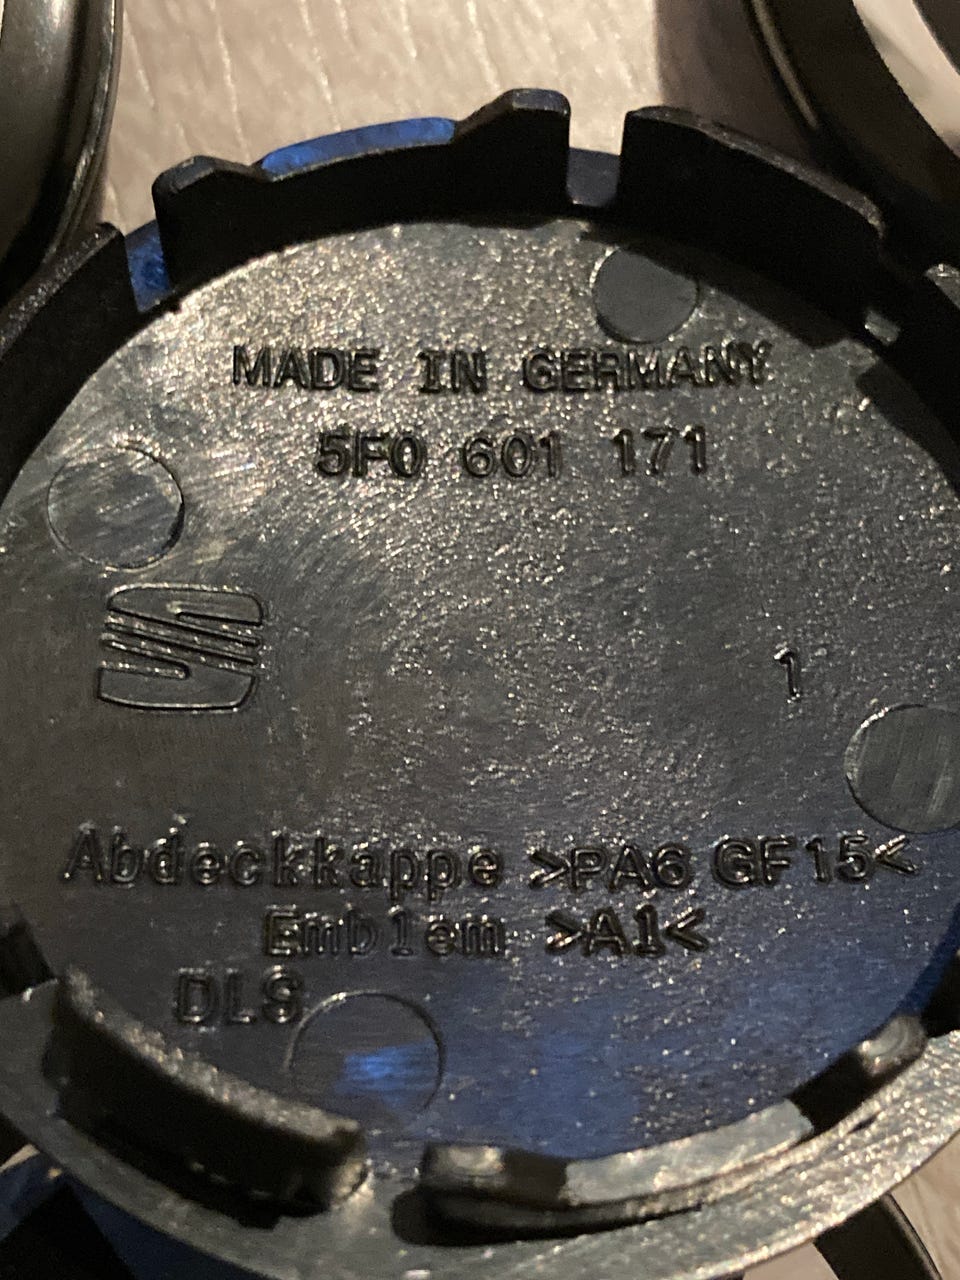 MADE IN GERMANY
5F0 601 171
1
Abdeckkappe >PA6 GF15<
Emblem >A1<
DLS